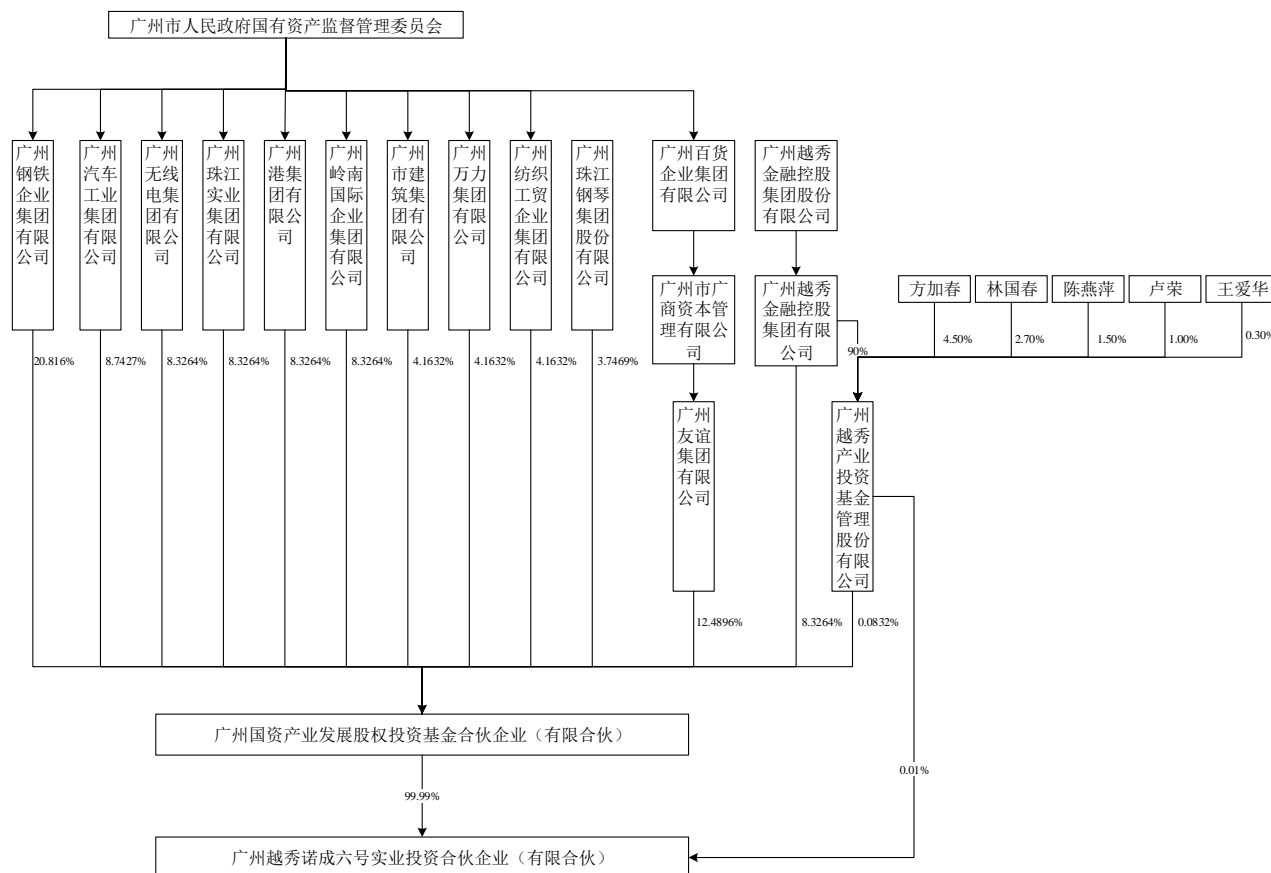 广州市人民政府国有资产监督管理委员会
广州
钢铁
企业
集团
有限
公司
广州
汽车
工业
集团
有限
公司
广州
无线
电集
团有
限公
司
广州
珠江
实业
集团
有限
公司
广州
港集
团有
限公
司
广州
岭南
国际
企业
集团
有限
公司
广州
市建
筑集
团有
限公
司
广州
万力
集团
有限
公司
广州
纺织
工贸
企业
集团
有限
公司
广州
珠江
钢琴
集团
股份
有限
公司
广州百货
企业集团
有限公司
广州越秀
金融控股
集团股份
有限公司
广州市广
商资本管
理有限公
司
广州越秀
金融控股
集团有限
公司
方加春
林国春
陈燕萍
卢荣
王爱华
20.816%
8.7427%
8.3264%
8.3264%
8.3264%
8.3264%
4.1632%
4.1632%
4.1632%
3.7469%
90%
4.50%
2.70%
1.50%
1.00%
0.30%
广州
友谊
集团
有限
公司
广州
越秀
产业
投资
基金
管理
股份
有限
公司
12.4896%
8.3264%
0.0832%
广州国资产业发展股权投资基金合伙企业（有限合伙）
99.99%
0.01%
广州越秀诺成六号实业投资合伙企业（有限合伙）